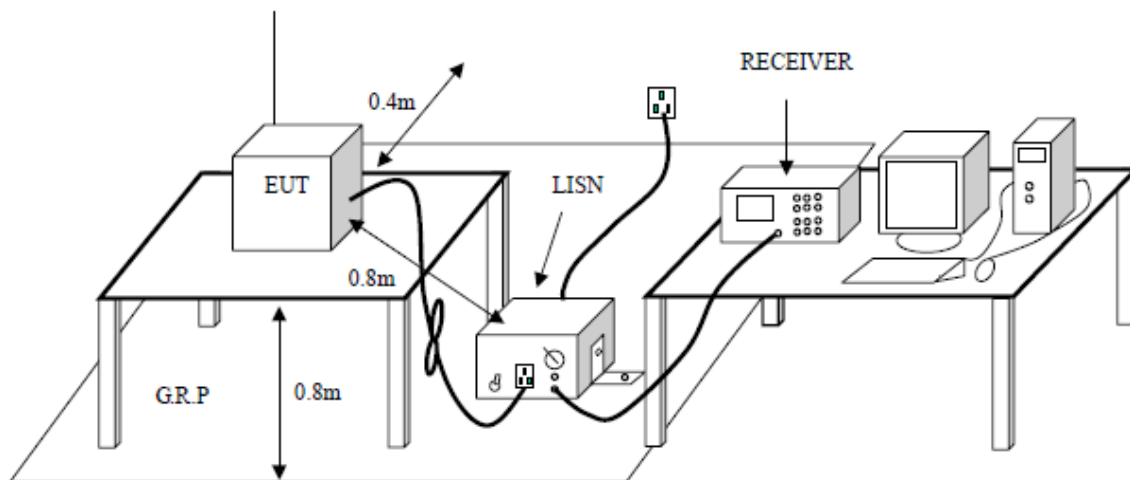 RECEIVER
0.4m
EUT
LISN
0.8m
G.R.P
0.8m